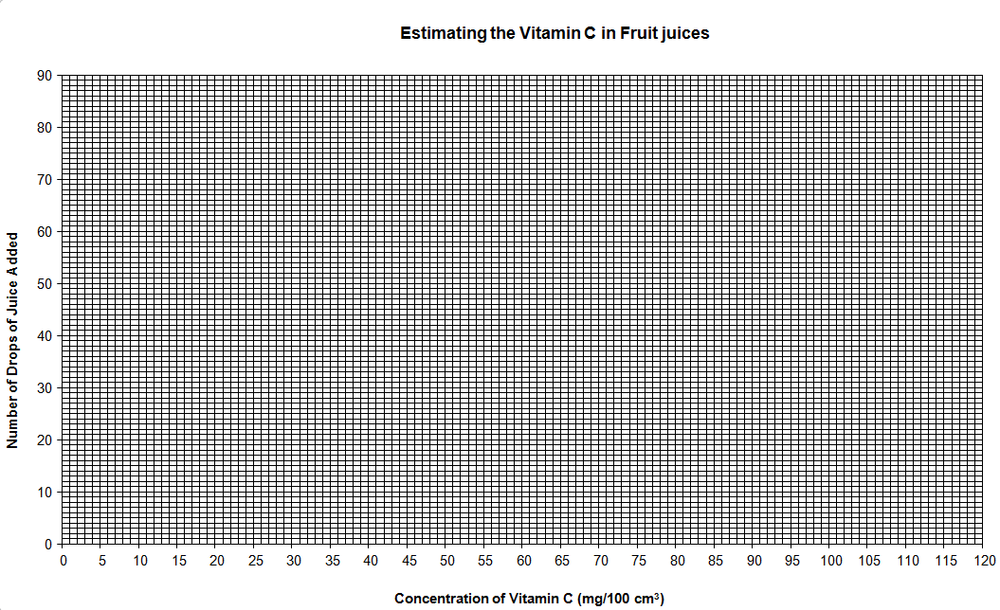 Estimating the Vitamin C in Fruit juices
Number of Drops of Juice Added
90
80
70
60
50
40
30
20
10
0
0 5 10 15 20 25 30 35 40 45 50 55 60 65 70 75 80 85 90 95 100 105 110 115 120
Concentration of Vitamin C (mg/100 cm³)